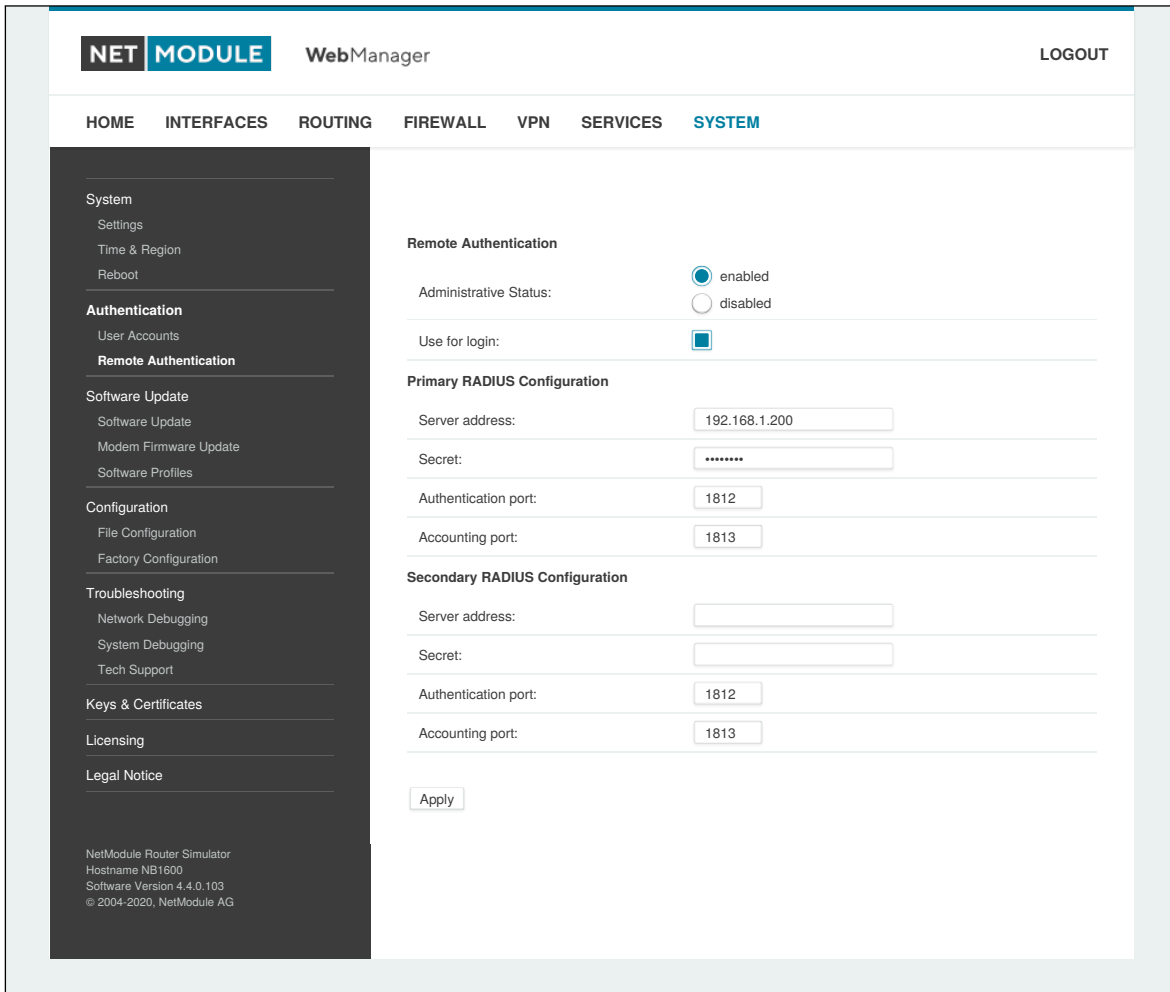 NET MODULE WebManager LOGOUT
HOME INTERFACES ROUTING FIREWALL VPN SERVICES SYSTEM
System
Settings
Time & Region
Reboot
Authentication
User Accounts
Remote Authentication
Software Update
Software Update
Modem Firmware Update
Software Profiles
Configuration
File Configuration
Factory Configuration
Troubleshooting
Network Debugging
System Debugging
Tech Support
Keys & Certificates
Licensing
Legal Notice
NetModule Router Simulator
Hostname NB1600
Software Version 4.4.0.103
© 2004-2020, NetModule AG
Remote Authentication
Administrative Status:
enabled
disabled
Use for login:
Primary RADIUS Configuration
Server address: 192.168.1.200
Secret: ••••••••
Authentication port: 1812
Accounting port: 1813
Secondary RADIUS Configuration
Server address:
Secret:
Authentication port: 1812
Accounting port: 1813
Apply